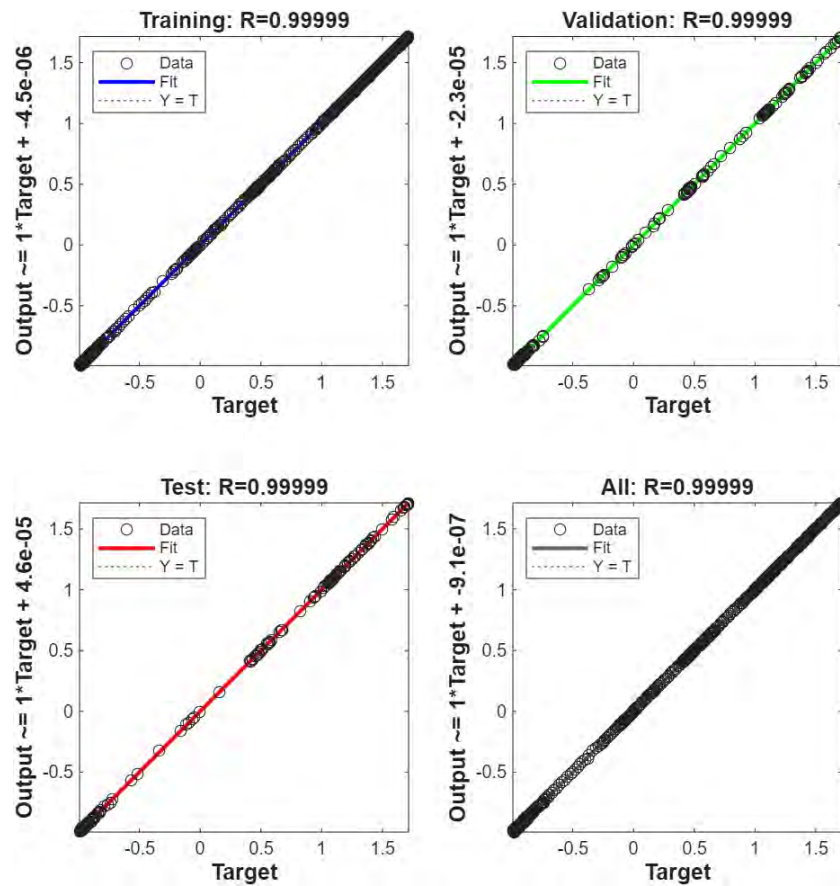 Training: R=0.99999
Output ~= 1*Target + -4.5e-06
1.5
1
0.5
0
-0.5
Data
Fit
Y = T
-0.5 0 0.5 1 1.5
Target
Validation: R=0.99999
Output ~= 1*Target + -2.3e-05
1.5
1
0.5
0
-0.5
Data
Fit
Y = T
-0.5 0 0.5 1 1.5
Target
Test: R=0.99999
Output ~= 1*Target + 4.6e-05
1.5
1
0.5
0
-0.5
Data
Fit
Y = T
-0.5 0 0.5 1 1.5
Target
All: R=0.99999
Output ~= 1*Target + -9.1e-07
1.5
1
0.5
0
-0.5
Data
Fit
Y = T
-0.5 0 0.5 1 1.5
Target